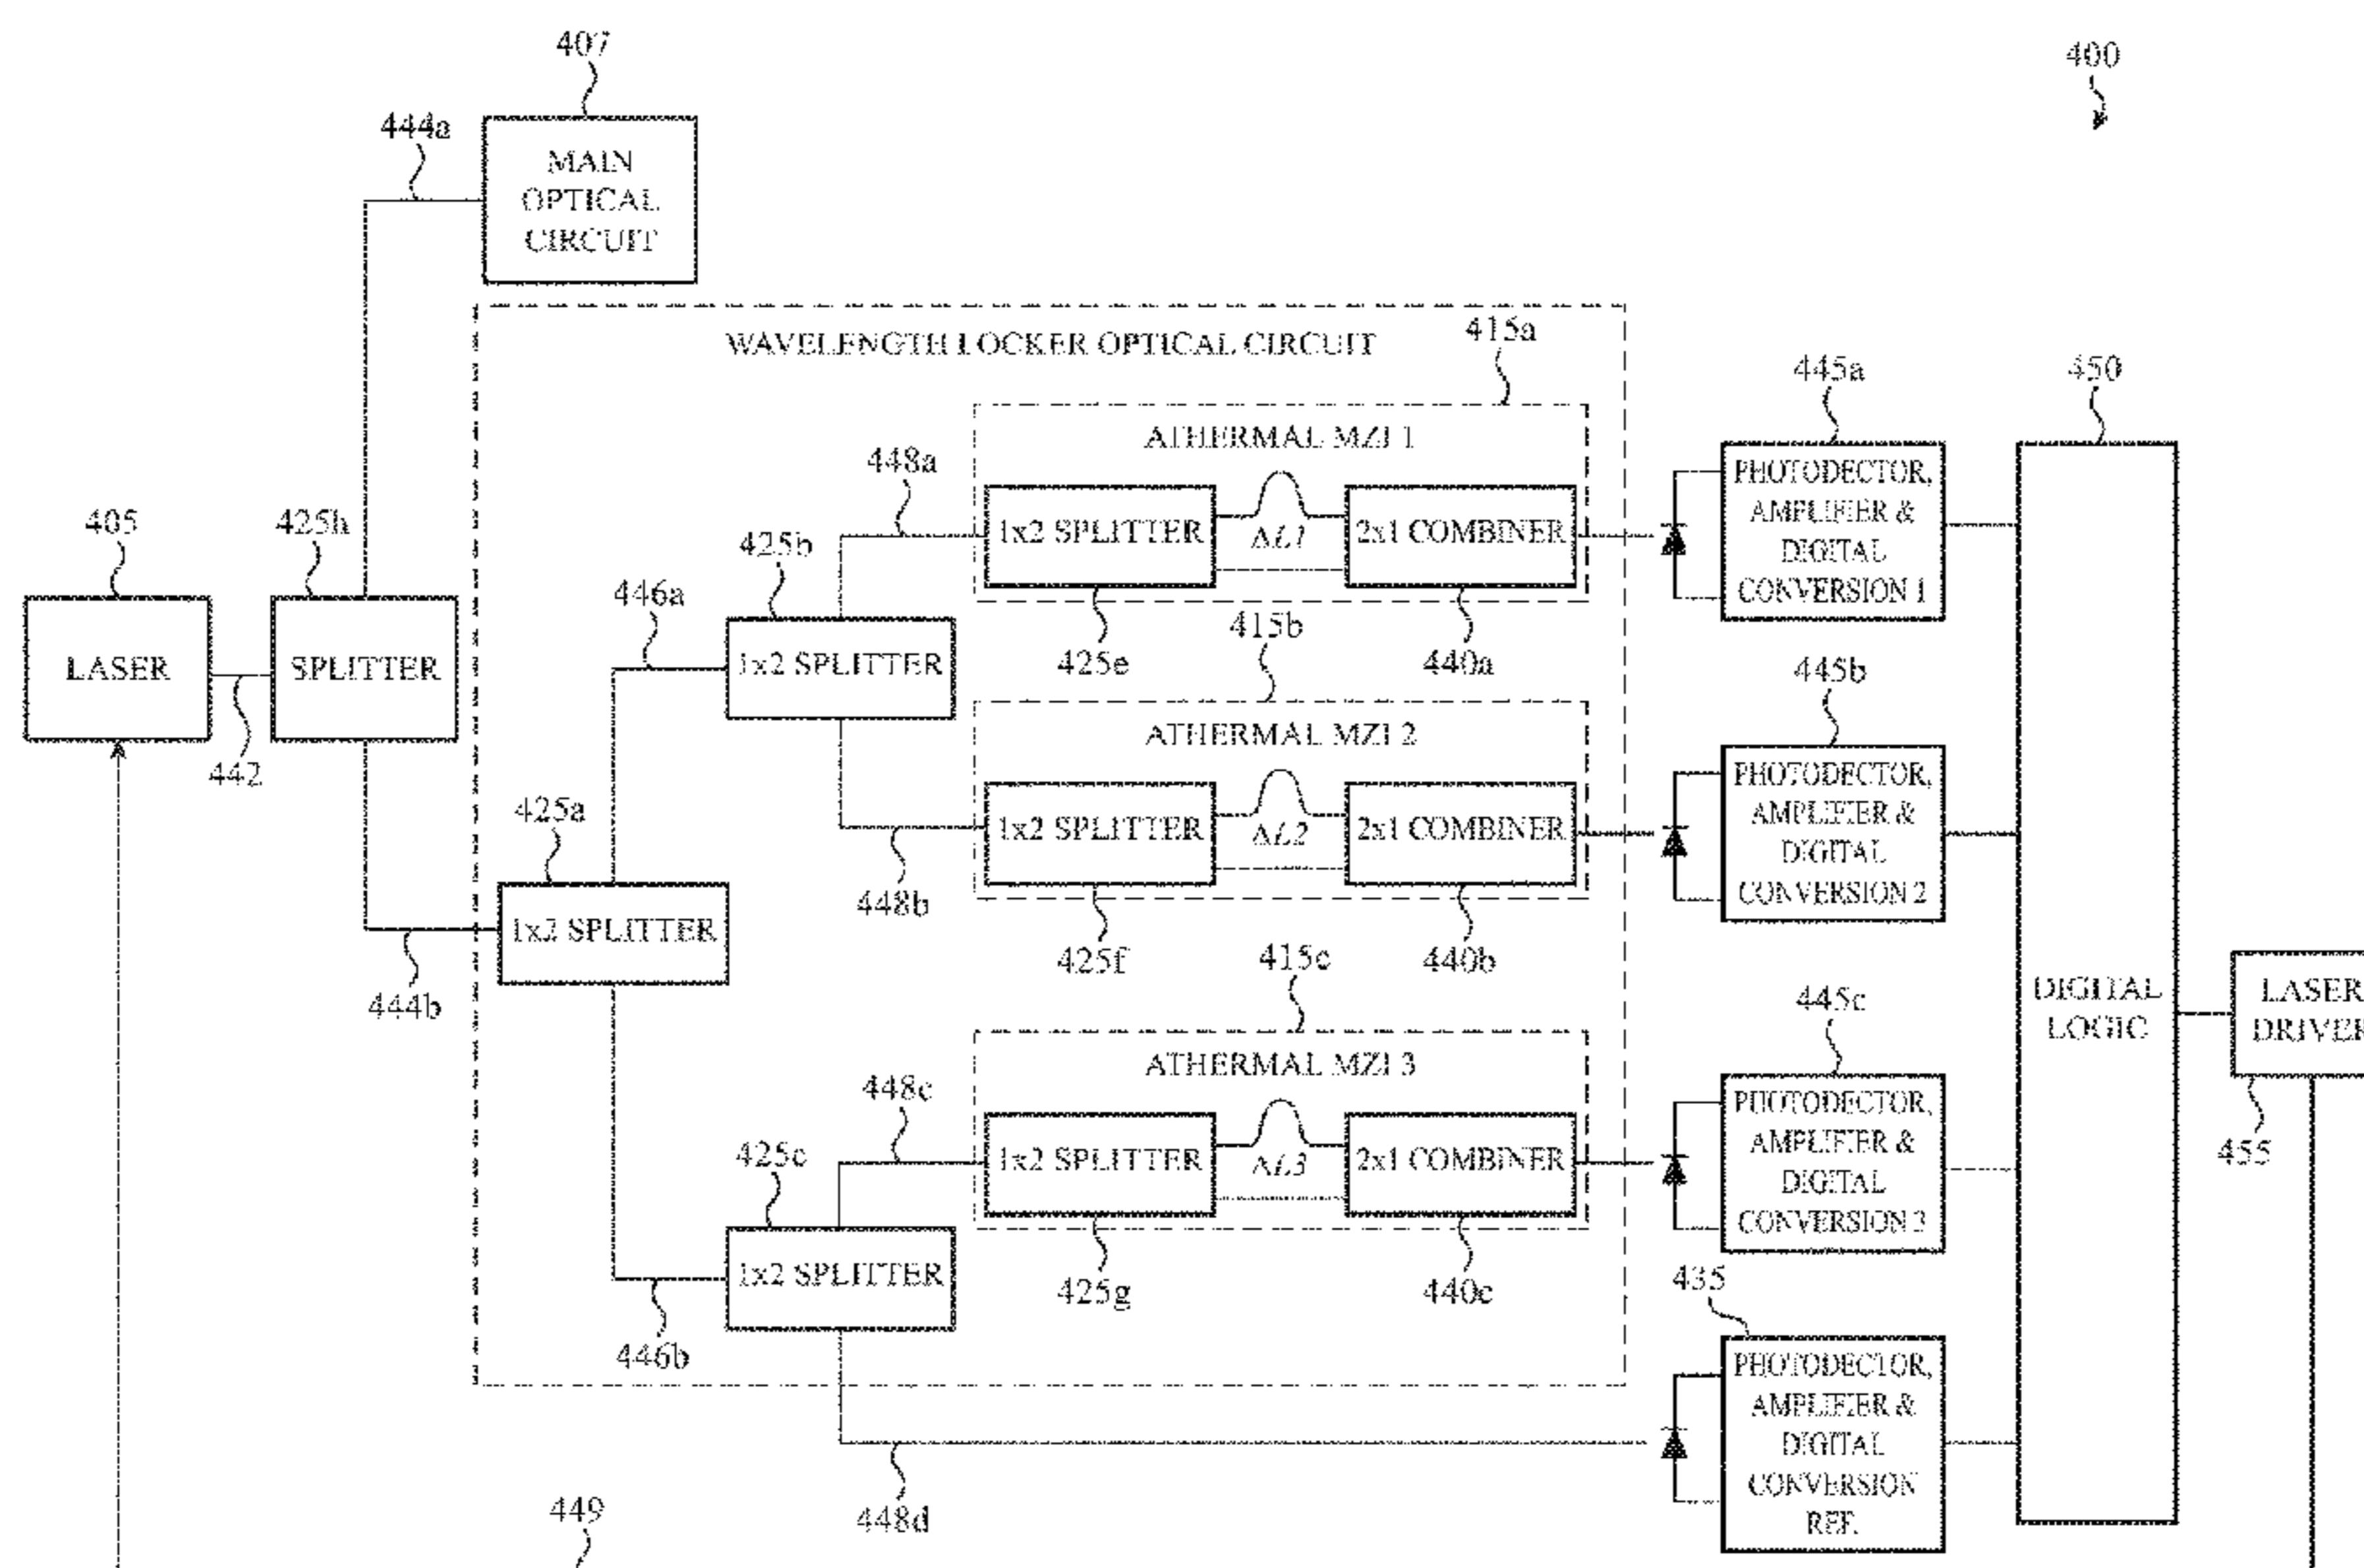 407
400
444a
MAIN
OPTICAL
CIRCUIT
WAVELENGTH LOCKER OPTICAL CIRCUIT
415a
445a
450
ATHERMAL MZI 1
448a
1x2 SPLITTER
ΔL1
2x1 COMBINER
PHOTODECTOR,
AMPLIFIER &
DIGITAL
CONVERSION 1
405
425h
425b
446a
415b
425e
440a
LASER
SPLITTER
1x2 SPLITTER
445b
442
ATHERMAL MZI 2
425a
1x2 SPLITTER
ΔL2
2x1 COMBINER
PHOTODECTOR,
AMPLIFIER &
DIGITAL
CONVERSION 2
448b
1x2 SPLITTER
425f
415c
440b
444b
445c
DIGITAL
LOGIC
LASER
DRIVER
ATHERMAL MZI 3
448c
425c
1x2 SPLITTER
ΔL3
2x1 COMBINER
PHOTODECTOR,
AMPLIFIER &
DIGITAL
CONVERSION 3
455
1x2 SPLITTER
425g
440c
435
446b
PHOTODECTOR,
AMPLIFIER &
DIGITAL
CONVERSION
REF.
449
448d